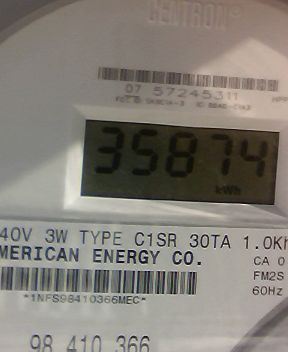 CENTRON®
07 57245311
35874
kWh
40V 3W TYPE C1SR 30TA 1.0Kh
MERICAN ENERGY CO.
CA 0
FM2S
60Hz
*1NFS98410366MEC*
98 410 366